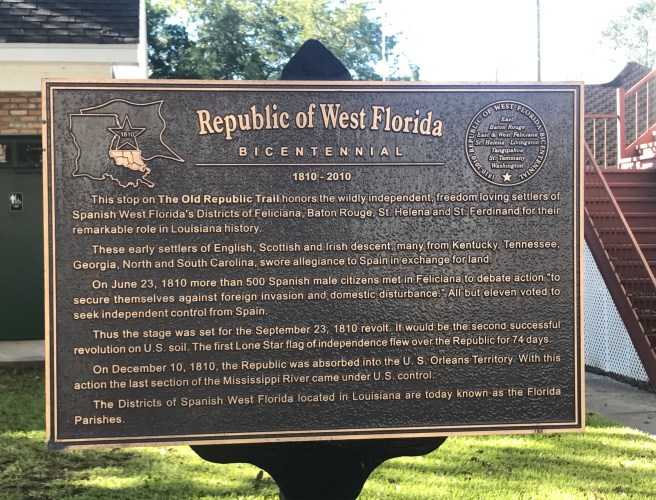 1810
Republic of West Florida
BICENTENNIAL
1810 - 2010
REPUBLIC OF WEST FLORIDA BICENTENNIAL
1810-2010
East
Baton Rouge
East & West Feliciana
St. Helena Livingston
Tangipahoa
St. Tammany
Washington
This stop on The Old Republic Trail honors the wildly independent, freedom loving settlers of
Spanish West Florida's Districts of Feliciana, Baton Rouge, St. Helena and St. Ferdinand for their
remarkable role in Louisiana history.
These early settlers of English, Scottish and Irish descent, many from Kentucky, Tennessee,
Georgia, North and South Carolina, swore allegiance to Spain in exchange for land.
On June 23, 1810 more than 500 Spanish male citizens met in Feliciana to debate action "to
secure themselves against foreign invasion and domestic disturbance." All but eleven voted to
seek independent control from Spain.
Thus the stage was set for the September 23, 1810 revolt. It would be the second successful
revolution on U.S. soil. The first Lone Star flag of independence flew over the Republic for 74 days.
On December 10, 1810, the Republic was absorbed into the U. S. Orleans Territory. With this
action the last section of the Mississippi River came under U.S. control.
The Districts of Spanish West Florida located in Louisiana are today known as the Florida
Parishes.